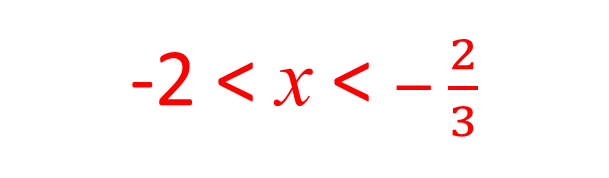 -2 < x < − 2/3